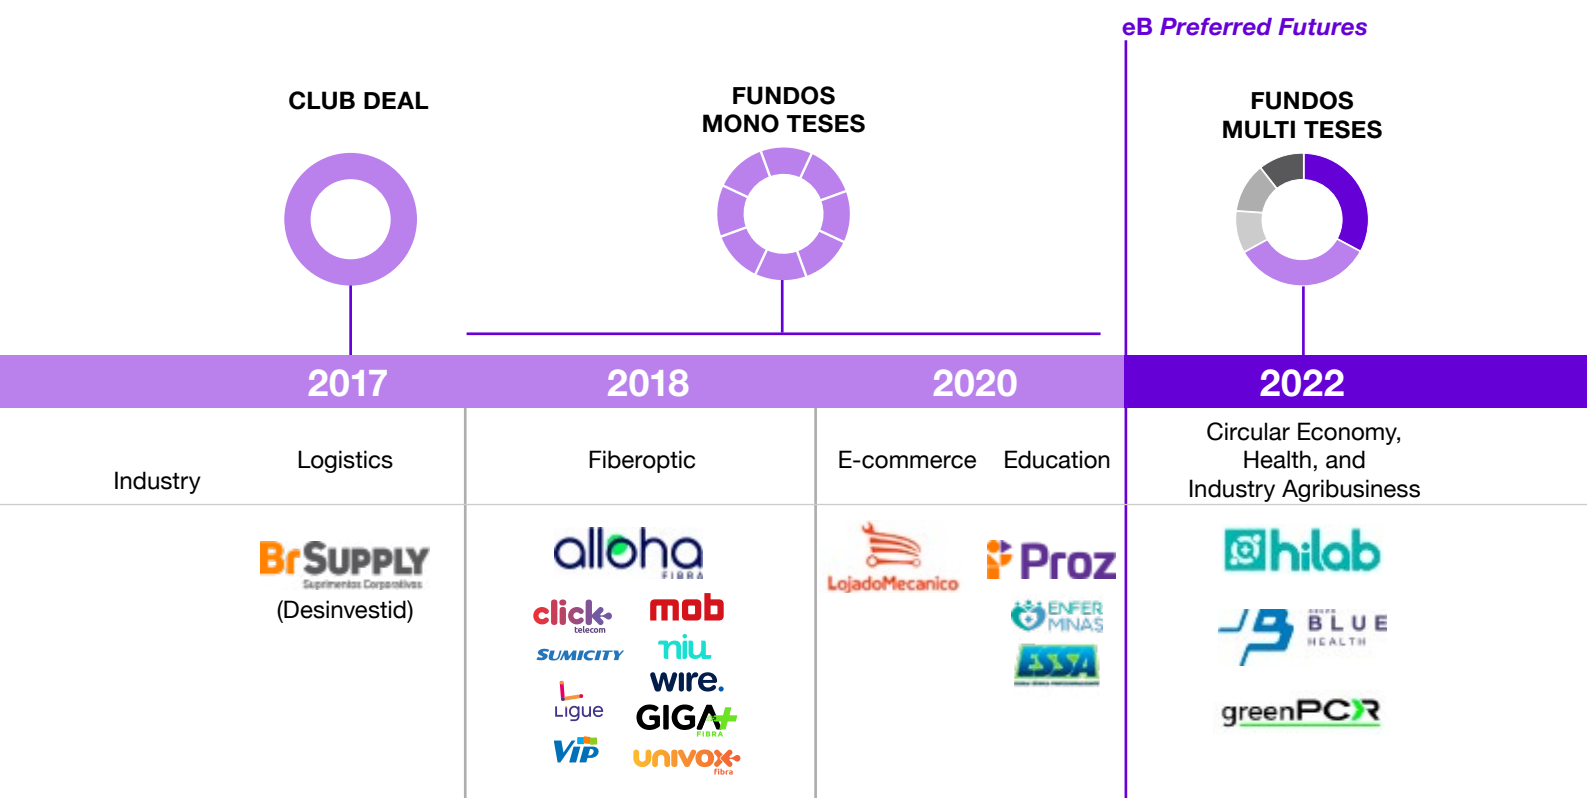 eB Preferred Futures
CLUB DEAL
FUNDOS
MONO TESES
FUNDOS
MULTI TESES
2017
2018
2020
2022
Industry
Logistics
Fiberoptic
E-commerce
Education
Circular Economy,
Health, and
Industry Agribusiness
BrSUPPLY
Suprimentos Corporativos
(Desinvestid)
alloha
FIBRA
click
telecom
mob
SUMICITY
niu
wire.
Ligue
GIGA+
FIBRA
VIP
univox
fibra
LojadoMecanico
Proz
ENFER
MINAS
ESSA
hilab
GRUPO
BLUE
HEALTH
greenPCR